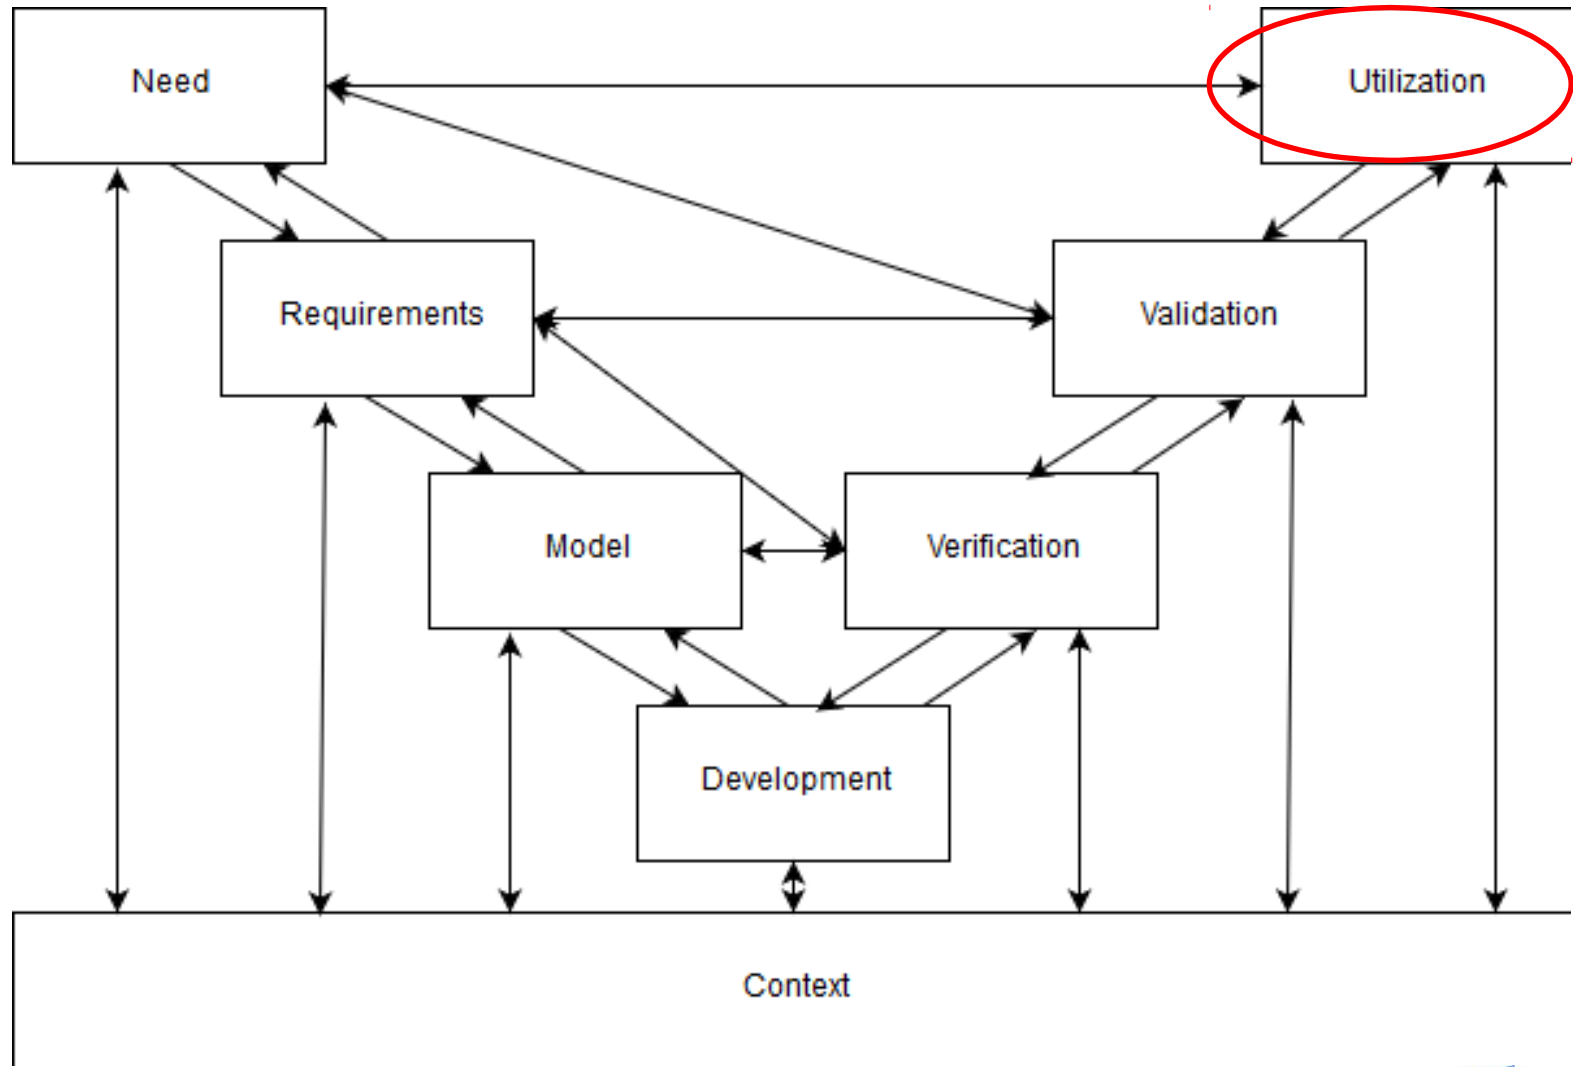 Need
Utilization
Requirements
Validation
Model
Verification
Development
Context